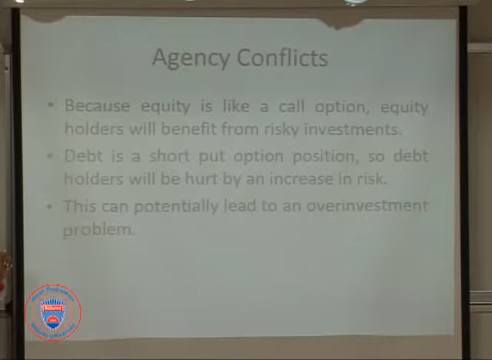 Agency Conflicts
• Because equity is like a call option, equity
holders will benefit from risky investments.
• Debt is a short put option position, so debt
holders will be hurt by an increase in risk.
• This can potentially lead to an overinvestment
problem.